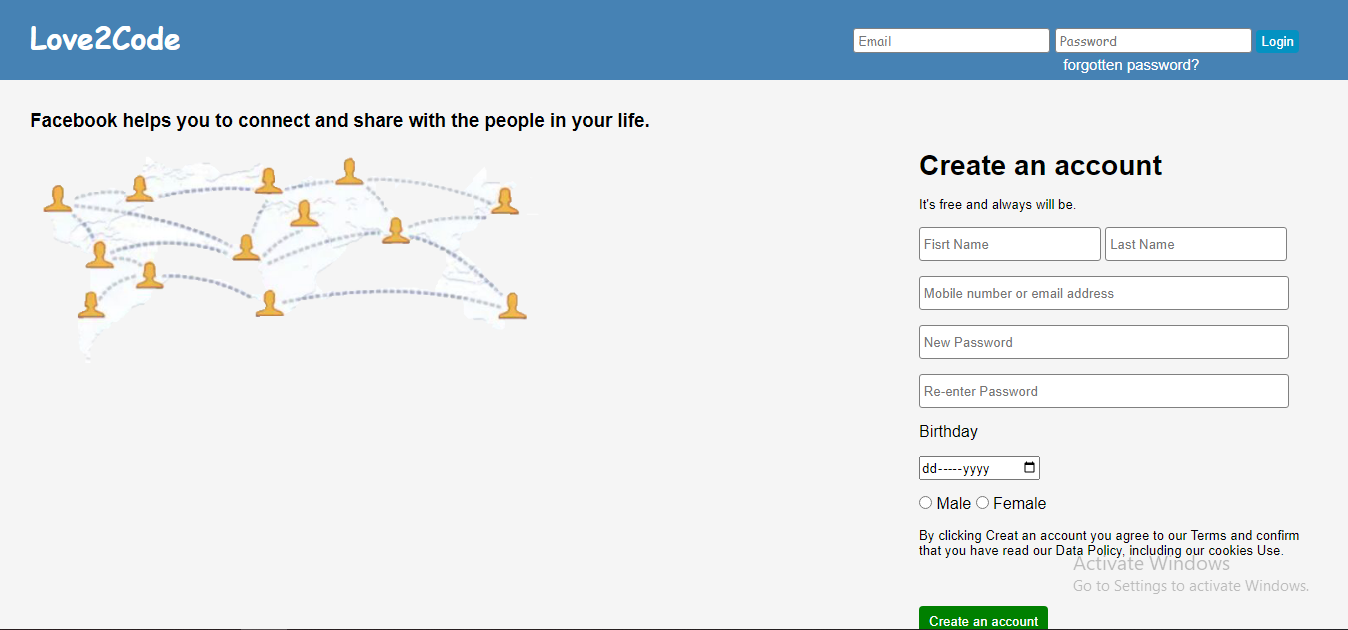 Love2Code
Email Password Login
forgotten password?
Facebook helps you to connect and share with the people in your life.
Create an account
It's free and always will be.
Fisrt Name Last Name
Mobile number or email address
New Password
Re-enter Password
Birthday
dd-----yyyy
Male Female
By clicking Creat an account you agree to our Terms and confirm
that you have read our Data Policy, including our cookies Use.
Activate Windows
Go to Settings to activate Windows.
Create an account